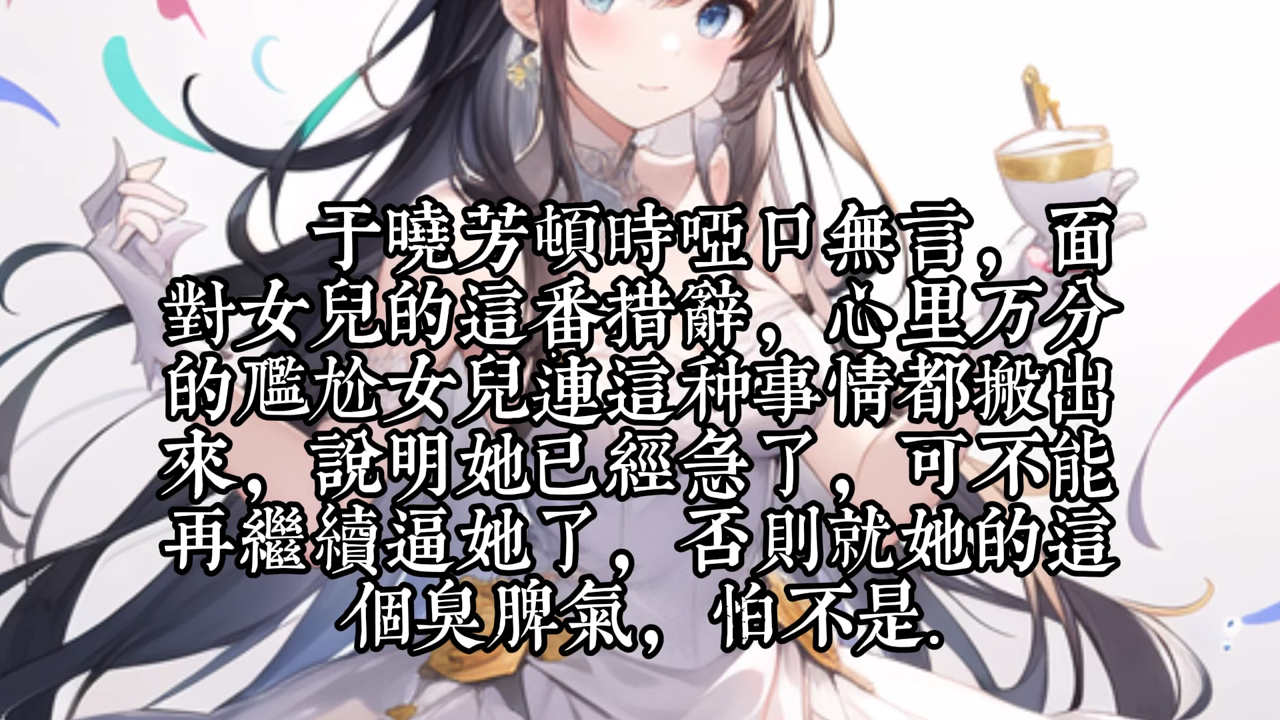 于曉芳頓時啞口無言，面
對女兒的這番措辭，心里万分
的尷尬女兒連這种事情都搬出
來，說明她已經急了，可不能
再繼續逼她了，否則就她的這
個臭脾氣，怕不是.